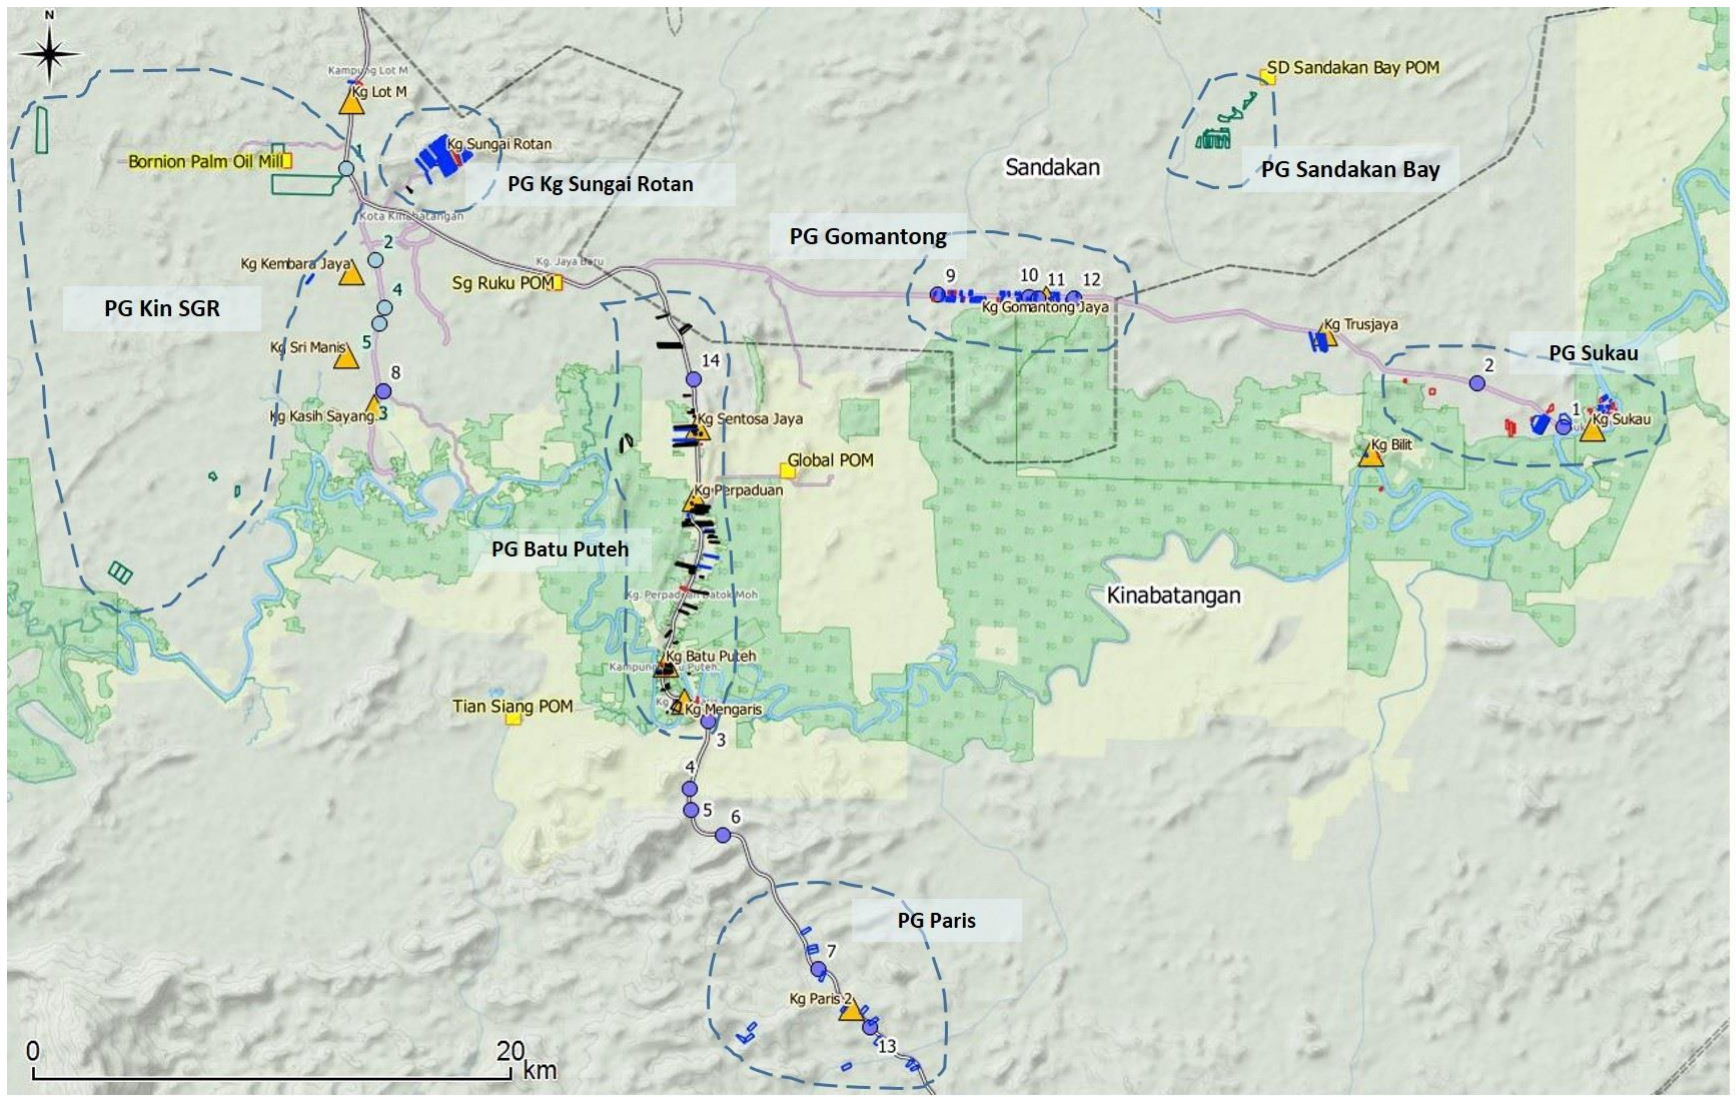 N
Kampung Lot M
Kg Lot M
SD Sandakan Bay POM
Bornion Palm Oil Mill
1
Kg Sungai Rotan
PG Kg Sungai Rotan
Sandakan
PG Sandakan Bay
Kota Kinabatangan
2
PG Gomantong
Kg Kembara Jaya
Kg. Jaya Baru
Sg Ruku POM
9
10
11
12
4
PG Kin SGR
Kg Gomantong Jaya
Kg Trusjaya
5
Kg Sri Manis
PG Sukau
14
2
8
Kg Kasih Sayang
3
Kg Sentosa Jaya
1
Kg Sukau
Kg Bilit
Global POM
Kg Perpaduan
PG Batu Puteh
Kg. Perpaduan Batok Moh
Kinabatangan
Kg Batu Puteh
Kg Mengaris
Tian Siang POM
3
4
5
6
PG Paris
7
Kg Paris 2
13
0
20
km